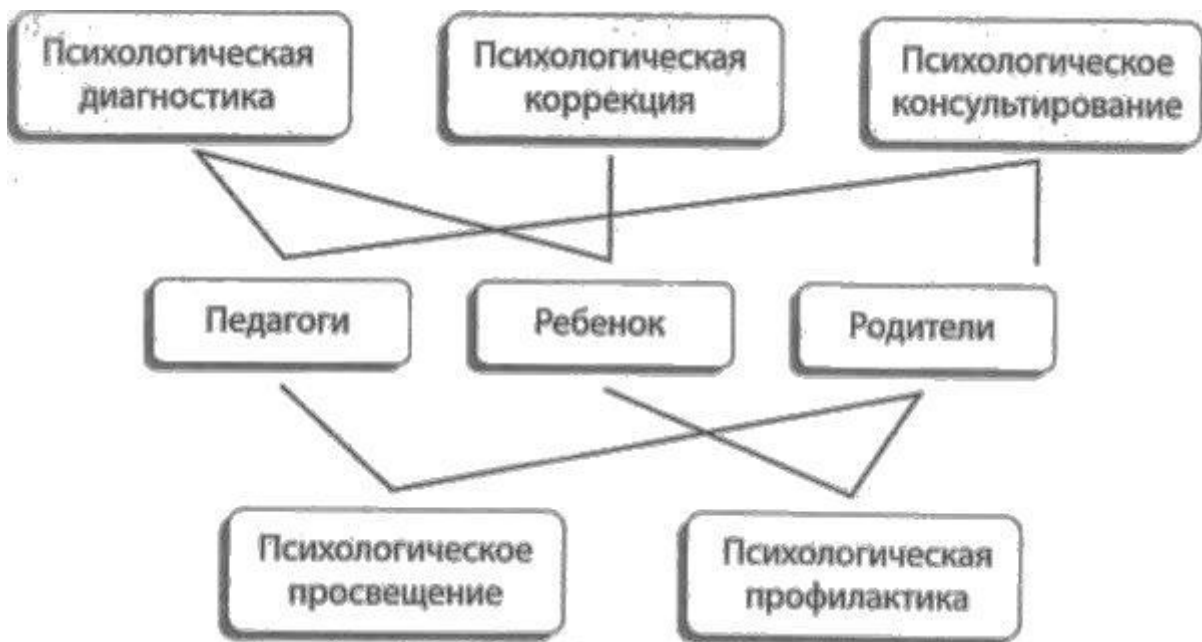 Психологическая
диагностика
Психологическая
коррекция
Психологическое
консультирование
Педагоги
Ребенок
Родители
Психологическое
просвещение
Психологическая
профилактика